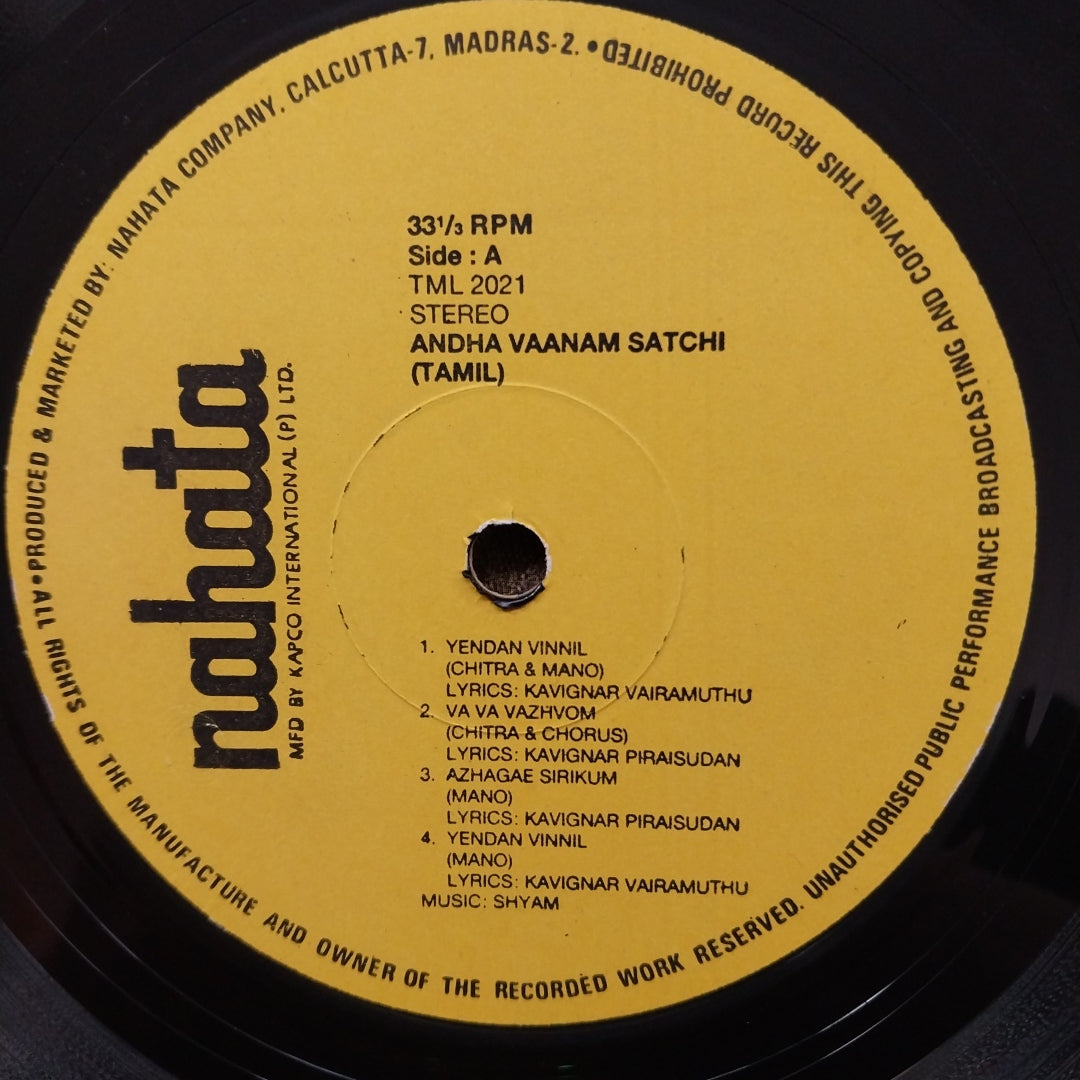 33¹/₃ RPM
Side : A
TML 2021
STEREO
ANDHA VAANAM SATCHI
(TAMIL)
nahata
MFD BY KAPCO INTERNATIONAL (P) LTD.
1. YENDAN VINNIL
(CHITRA & MANO)
LYRICS: KAVIGNAR VAIRAMUTHU
2. VA VA VAZHVOM
(CHITRA & CHORUS)
LYRICS: KAVIGNAR PIRAISUDAN
3. AZHAGAE SIRIKUM
(MANO)
LYRICS: KAVIGNAR PIRAISUDAN
4. YENDAN VINNIL
(MANO)
LYRICS: KAVIGNAR VAIRAMUTHU
MUSIC: SHYAM
•PRODUCED & MARKETED BY: NAHATA COMPANY, CALCUTTA-7, MADRAS-2. •ALL RIGHTS OF THE MANUFACTURE AND OWNER OF THE RECORDED WORK RESERVED. UNAUTHORISED PUBLIC PERFORMANCE BROADCASTING AND COPYING THIS RECURD PROHIBITED